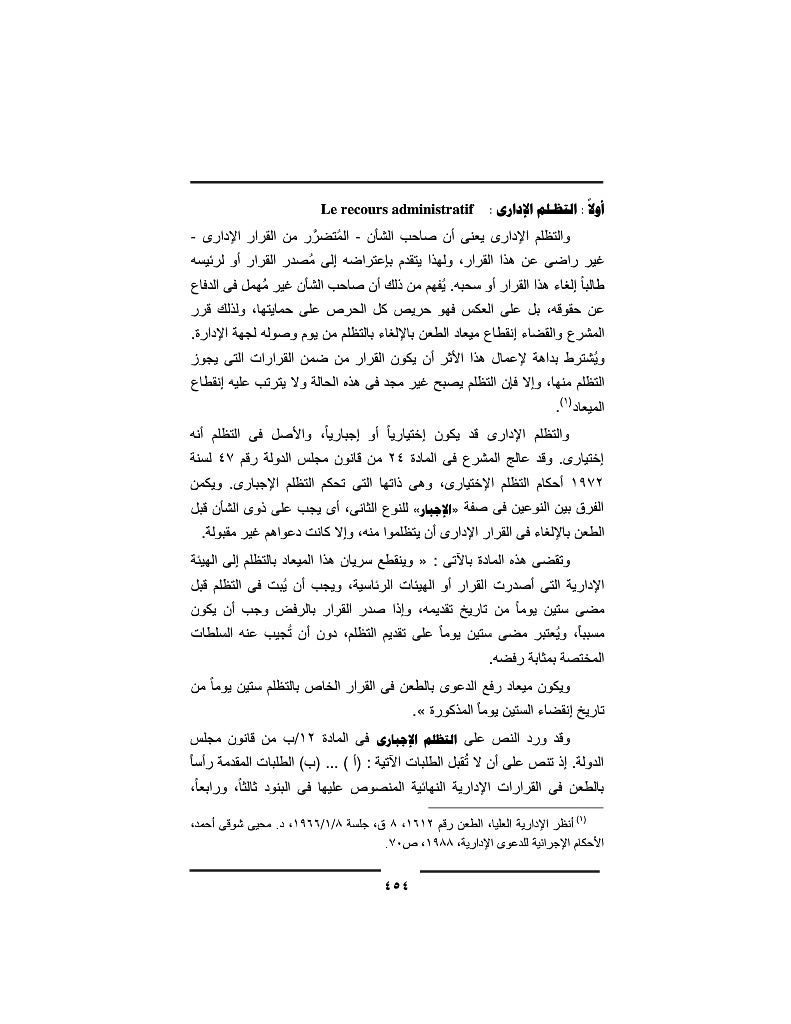 أولاً : التظلم الإدارى : Le recours administratif
والتظلم الإدارى يعنى أن صاحب الشأن - المُتضرَّر من القرار الإدارى -
غير راضى عن هذا القرار، ولهذا يتقدم بإعتراضه إلى مُصدر القرار أو لرئيسه
طالباً إلغاء هذا القرار أو سحبه. يُفهم من ذلك أن صاحب الشأن غير مُهمل فى الدفاع
عن حقوقه، بل على العكس فهو حريص كل الحرص على حمايتها، ولذلك قرر
المشرع والقضاء إنقطاع ميعاد الطعن بالإلغاء بالتظلم من يوم وصوله لجهة الإدارة.
ويُشترط بداهة لإعمال هذا الأثر أن يكون القرار من ضمن القرارات التى يجوز
التظلم منها، وإلا فإن التظلم يصبح غير مجد فى هذه الحالة ولا يترتب عليه إنقطاع
الميعاد(١).
والتظلم الإدارى قد يكون إختيارياً أو إجبارياً، والأصل فى التظلم أنه
إختيارى. وقد عالج المشرع فى المادة ٢٤ من قانون مجلس الدولة رقم ٤٧ لسنة
١٩٧٢ أحكام التظلم الإختيارى، وهى ذاتها التى تحكم التظلم الإجبارى. ويكمن
الفرق بين النوعين فى صفة «الإجبار» للنوع الثانى، أى يجب على ذوى الشأن قبل
الطعن بالإلغاء فى القرار الإدارى أن يتظلموا منه، وإلا كانت دعواهم غير مقبولة.
وتقضى هذه المادة بالآتى : « وينقطع سريان هذا الميعاد بالتظلم إلى الهيئة
الإدارية التى أصدرت القرار أو الهيئات الرئاسية، ويجب أن يُبت فى التظلم قبل
مضى ستين يوماً من تاريخ تقديمه، وإذا صدر القرار بالرفض وجب أن يكون
مسبباً، ويُعتبر مضى ستين يوماً على تقديم التظلم، دون أن تُجيب عنه السلطات
المختصة بمثابة رفضه.
ويكون ميعاد رفع الدعوى بالطعن فى القرار الخاص بالتظلم ستين يوماً من
تاريخ إنقضاء الستين يوماً المذكورة ».
وقد ورد النص على التظلم الإجبارى فى المادة ١٢/ب من قانون مجلس
الدولة. إذ تنص على أن لا تُقبل الطلبات الآتية : (أ ) ... (ب) الطلبات المقدمة رأساً
بالطعن فى القرارات الإدارية النهائية المنصوص عليها فى البنود ثالثاً، ورابعاً،
(١) أنظر الإدارية العليا، الطعن رقم ١٦١٢، ٨ ق، جلسة ١٩٦٦/١/٨، د. محيى شوقى أحمد،
الأحكام الإجرائية للدعوى الإدارية، ١٩٨٨، ص٧٠.
٤٥٤